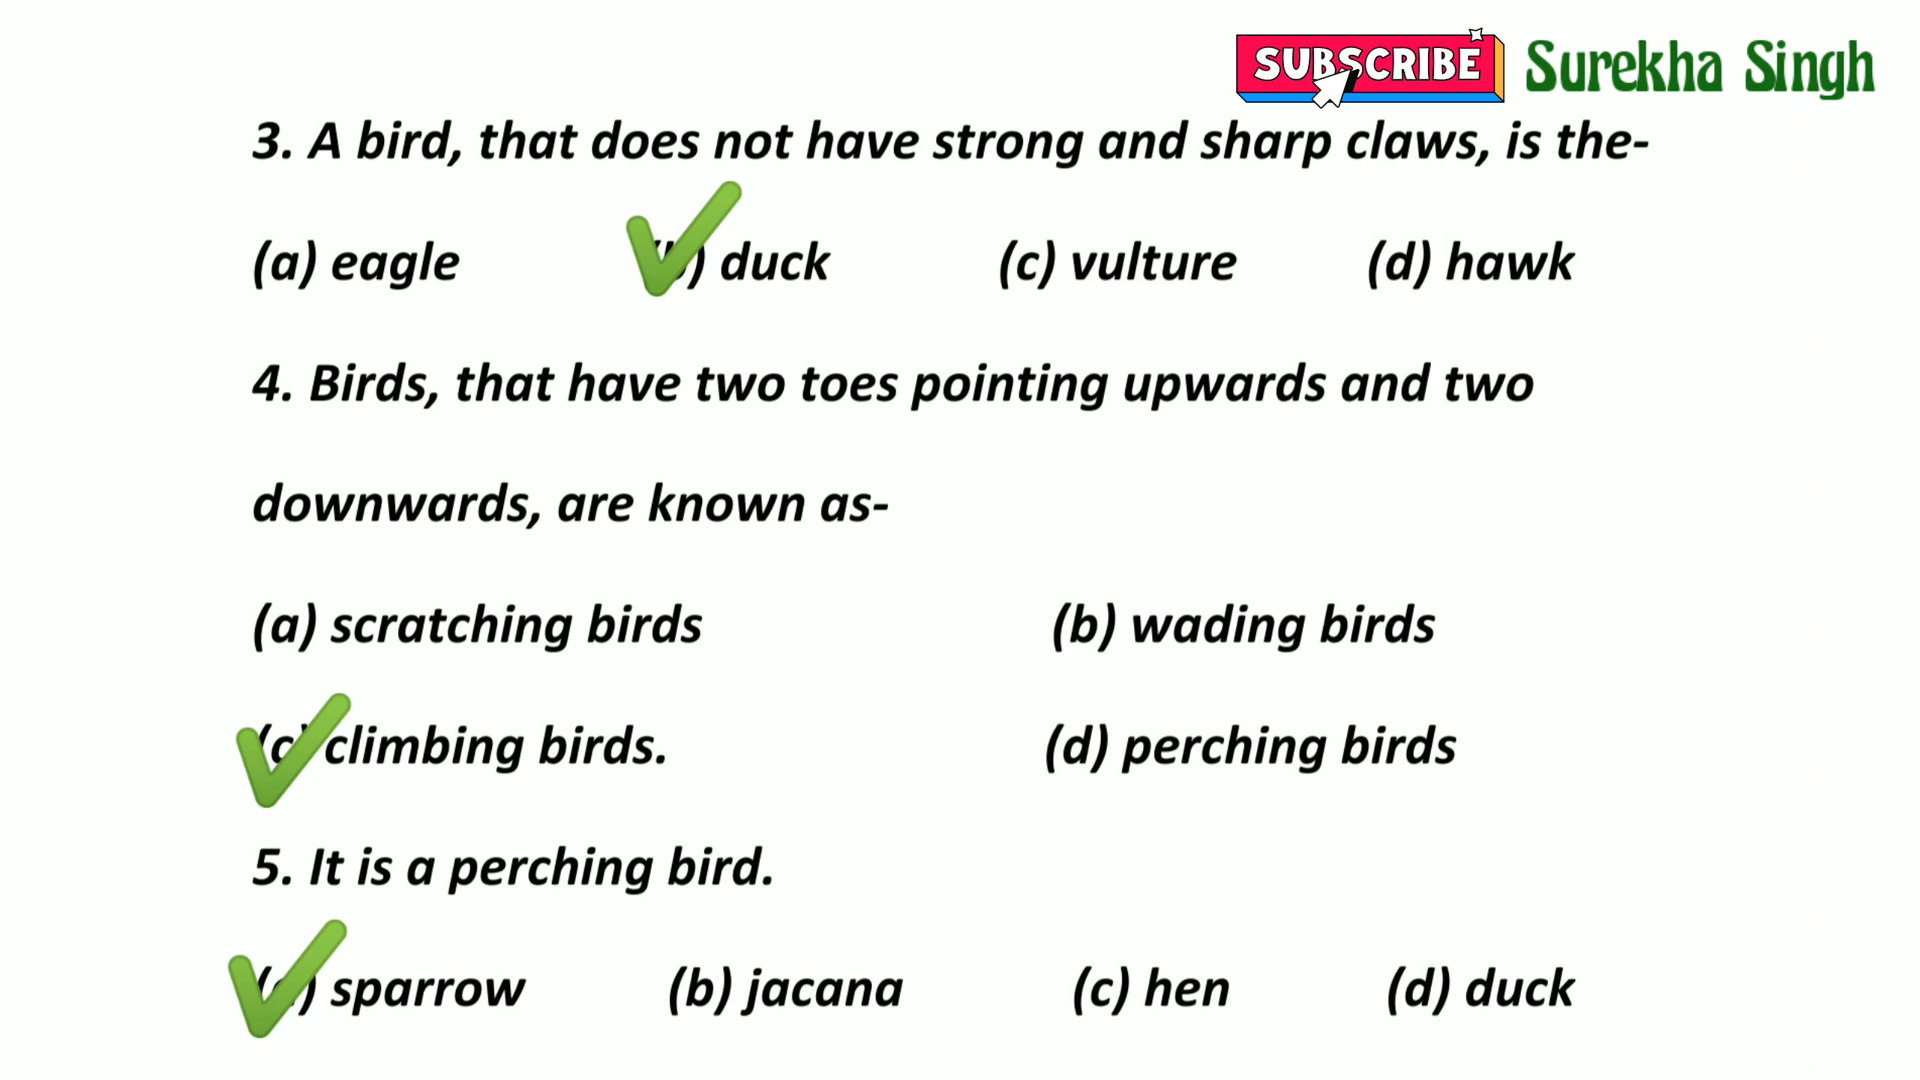 SUBSCRIBE Surekha Singh
3. A bird, that does not have strong and sharp claws, is the-
(a) eagle (b) duck (c) vulture (d) hawk
4. Birds, that have two toes pointing upwards and two
downwards, are known as-
(a) scratching birds (b) wading birds
(c) climbing birds. (d) perching birds
5. It is a perching bird.
(a) sparrow (b) jacana (c) hen (d) duck